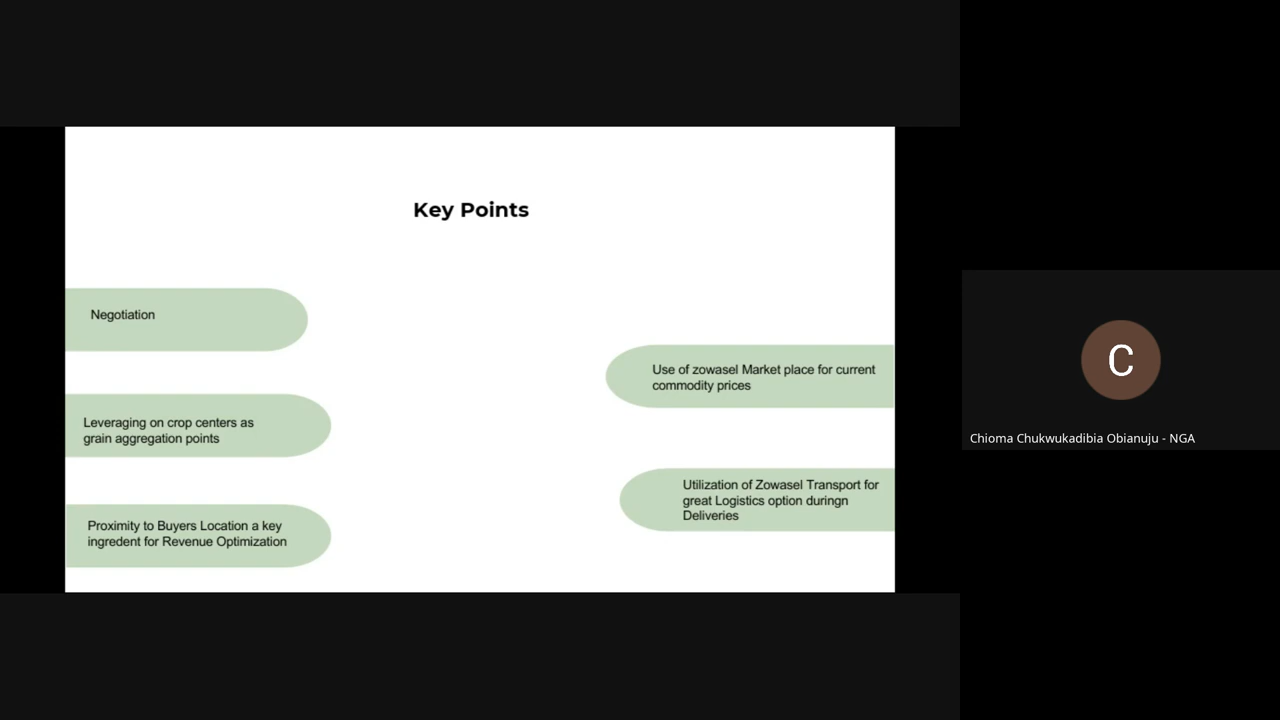 Key Points
Negotiation
Leveraging on crop centers as
grain aggregation points
Proximity to Buyers Location a key
ingredent for Revenue Optimization
Use of zowasel Market place for current
commodity prices
Utilization of Zowasel Transport for
great Logistics option duringn
Deliveries
C
Chioma Chukwukadibia Obianuju - NGA